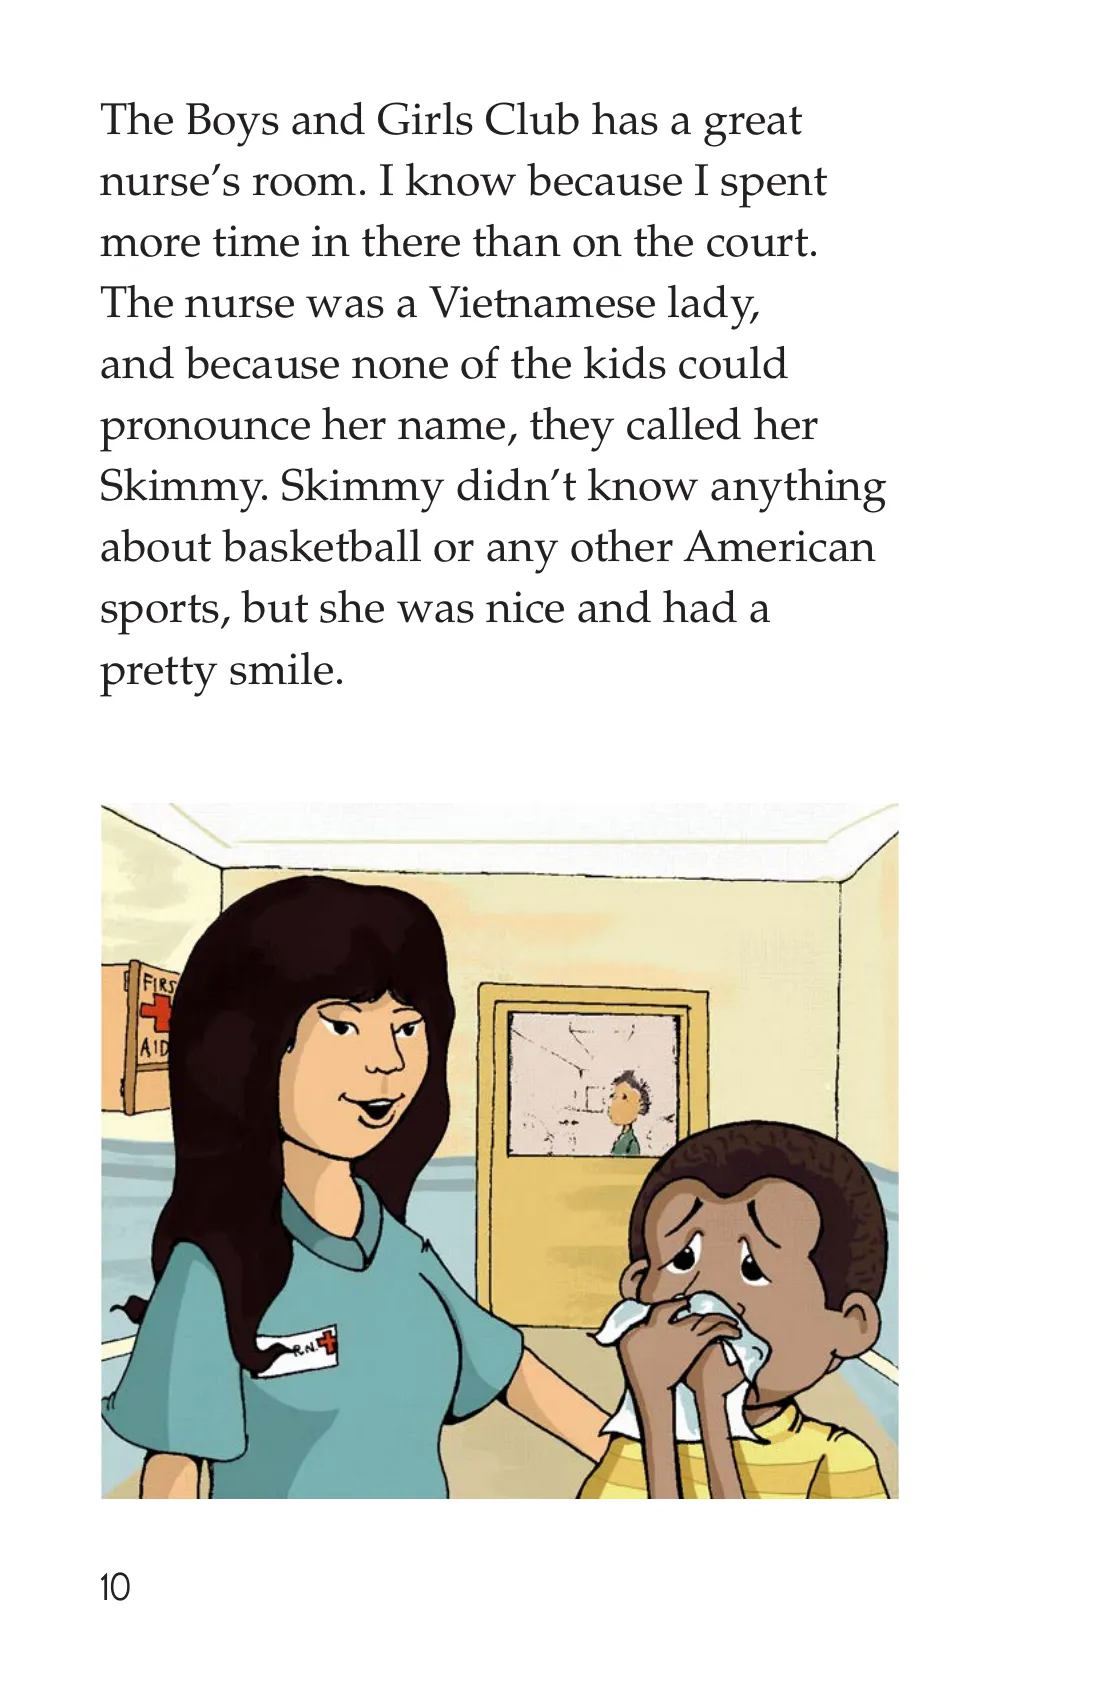 The Boys and Girls Club has a great
nurse’s room. I know because I spent
more time in there than on the court.
The nurse was a Vietnamese lady,
and because none of the kids could
pronounce her name, they called her
Skimmy. Skimmy didn’t know anything
about basketball or any other American
sports, but she was nice and had a
pretty smile.
FIRS
AID
R.N.
10